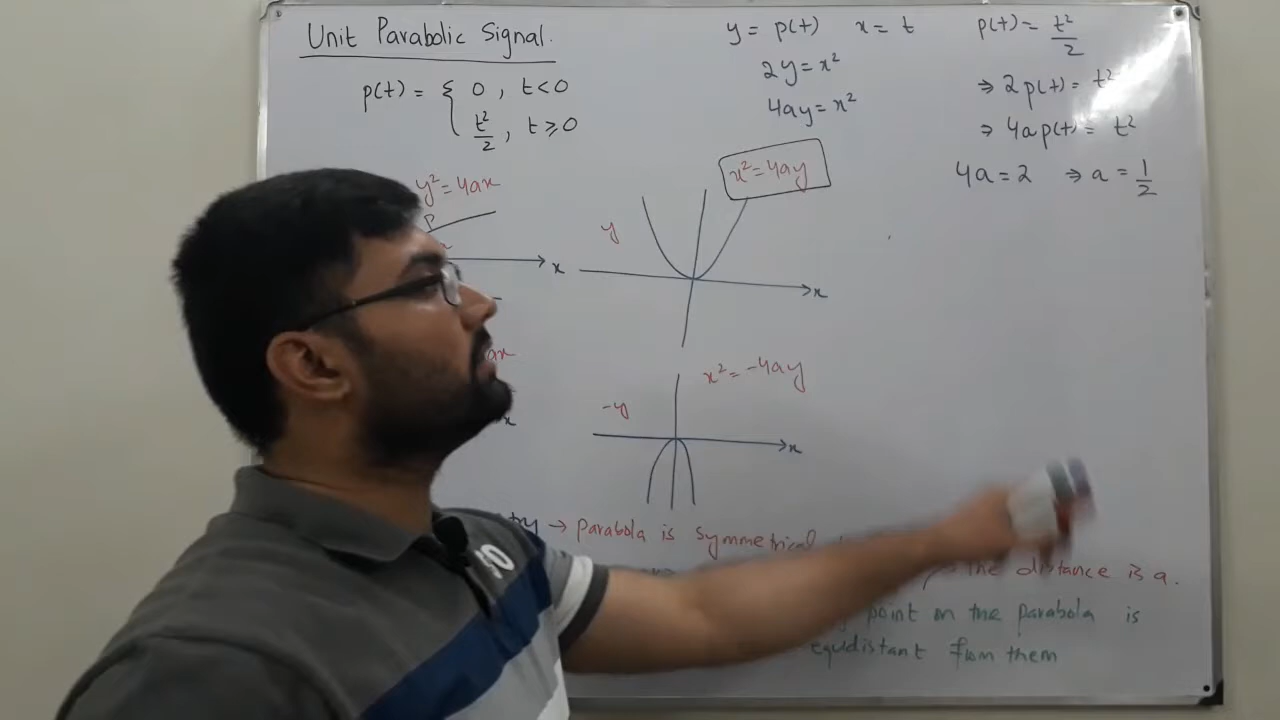 Unit Parabolic Signal.
p(t) = { 0 , t<0
t²/2 , t≥0
y = p(t) x = t
2y = x²
4ay = x²
p(t) = t²/2
⇒ 2p(t) = t²
⇒ 4ap(t) = t²
4a = 2 ⇒ a = 1/2
y² = 4ax
P
x
x² = 4ay
y
x
ax
x
x² = -4ay
-y
x
→ parabola is symmetrical
the distance is a.
point on the parabola is
equidistant from them